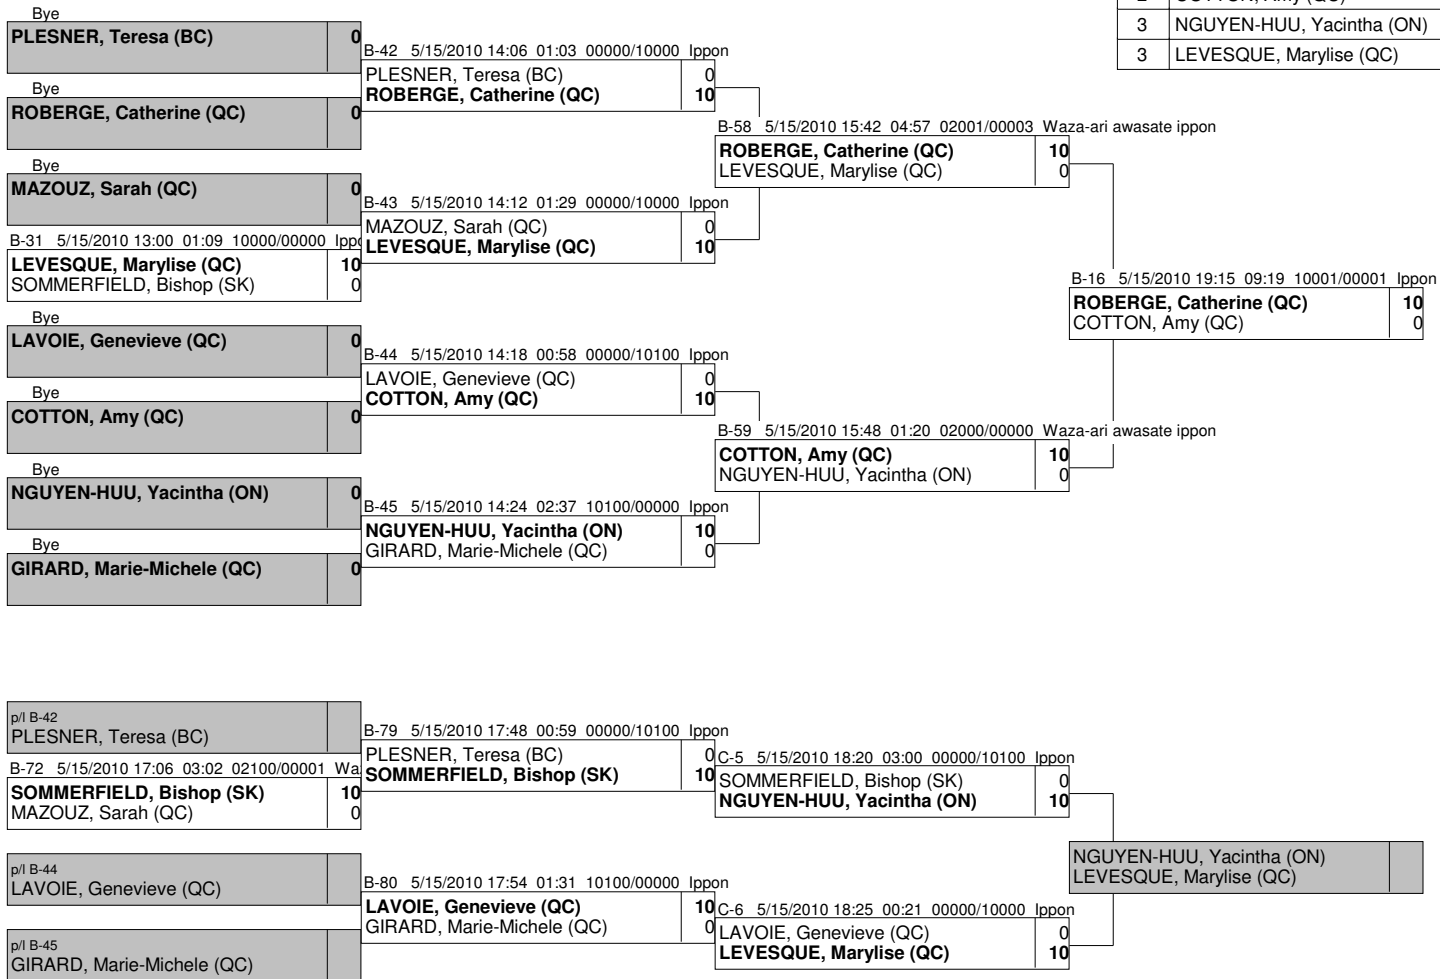 2 COTTON, Amy (QC)
3 NGUYEN-HUU, Yacintha (ON)
3 LEVESQUE, Marylise (QC)
Bye
PLESNER, Teresa (BC) 0
Bye
ROBERGE, Catherine (QC) 0
Bye
MAZOUZ, Sarah (QC) 0
B-31 5/15/2010 13:00 01:09 10000/00000 Ippo
LEVESQUE, Marylise (QC) 10
SOMMERFIELD, Bishop (SK) 0
Bye
LAVOIE, Genevieve (QC) 0
Bye
COTTON, Amy (QC) 0
Bye
NGUYEN-HUU, Yacintha (ON) 0
Bye
GIRARD, Marie-Michele (QC) 0
B-42 5/15/2010 14:06 01:03 00000/10000 Ippon
PLESNER, Teresa (BC) 0
ROBERGE, Catherine (QC) 10
B-43 5/15/2010 14:12 01:29 00000/10000 Ippon
MAZOUZ, Sarah (QC) 0
LEVESQUE, Marylise (QC) 10
B-44 5/15/2010 14:18 00:58 00000/10100 Ippon
LAVOIE, Genevieve (QC) 0
COTTON, Amy (QC) 10
B-45 5/15/2010 14:24 02:37 10100/00000 Ippon
NGUYEN-HUU, Yacintha (ON) 10
GIRARD, Marie-Michele (QC) 0
B-58 5/15/2010 15:42 04:57 02001/00003 Waza-ari awasate ippon
ROBERGE, Catherine (QC) 10
LEVESQUE, Marylise (QC) 0
B-59 5/15/2010 15:48 01:20 02000/00000 Waza-ari awasate ippon
COTTON, Amy (QC) 10
NGUYEN-HUU, Yacintha (ON) 0
B-16 5/15/2010 19:15 09:19 10001/00001 Ippon
ROBERGE, Catherine (QC) 10
COTTON, Amy (QC) 0
p/l B-42
PLESNER, Teresa (BC)
B-72 5/15/2010 17:06 03:02 02100/00001 Wa
SOMMERFIELD, Bishop (SK) 10
MAZOUZ, Sarah (QC) 0
p/l B-44
LAVOIE, Genevieve (QC)
p/l B-45
GIRARD, Marie-Michele (QC)
B-79 5/15/2010 17:48 00:59 00000/10100 Ippon
PLESNER, Teresa (BC) 0
SOMMERFIELD, Bishop (SK) 10
B-80 5/15/2010 17:54 01:31 10100/00000 Ippon
LAVOIE, Genevieve (QC) 10
GIRARD, Marie-Michele (QC) 0
C-5 5/15/2010 18:20 03:00 00000/10100 Ippon
SOMMERFIELD, Bishop (SK) 0
NGUYEN-HUU, Yacintha (ON) 10
C-6 5/15/2010 18:25 00:21 00000/10000 Ippon
LAVOIE, Genevieve (QC) 0
LEVESQUE, Marylise (QC) 10
NGUYEN-HUU, Yacintha (ON)
LEVESQUE, Marylise (QC)